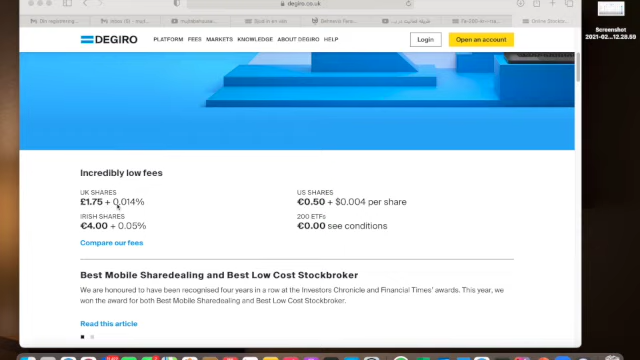 degiro.co.uk
DEGIRO PLATFORM FEES MARKETS KNOWLEDGE ABOUT DEGIRO HELP Login Open an account
Screenshot
2021-02
Incredibly low fees
UK SHARES
£1.75 + 0.014%
US SHARES
€0.50 + $0.004 per share
IRISH SHARES
€4.00 + 0.05%
200 ETFs
€0.00 see conditions
Compare our fees
Best Mobile Sharedealing and Best Low Cost Stockbroker
We are honoured to have been recognised four years in a row at the Investors Chronicle and Financial Times' awards. This year, we
won the award for both Best Mobile Sharedealing and Best Low Cost Stockbroker.
Read this article